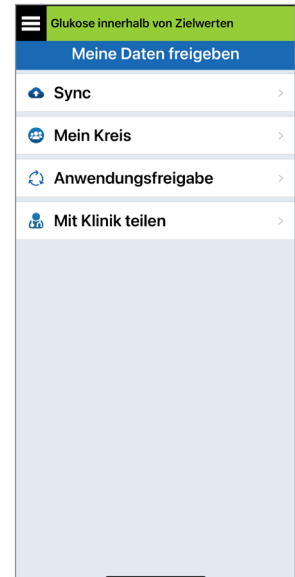 Glukose innerhalb von Zielwerten
Meine Daten freigeben
Sync
Mein Kreis
Anwendungsfreigabe
Mit Klinik teilen